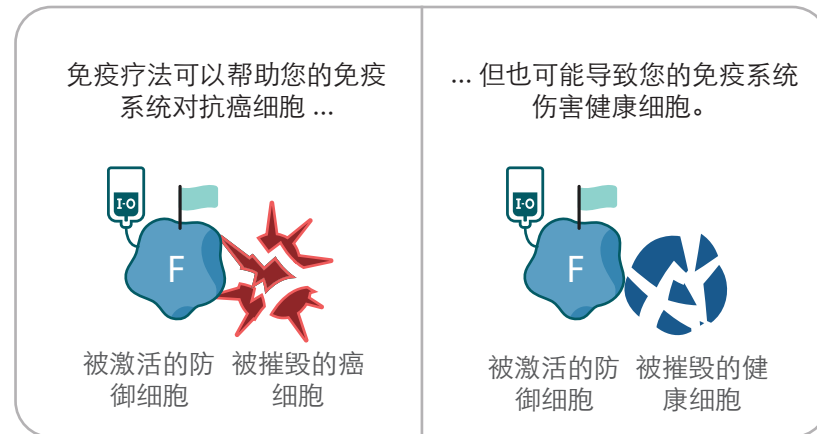 免疫疗法可以帮助您的免疫
系统对抗癌细胞 ...
I-O
F
被激活的防
御细胞
被摧毁的癌
细胞
... 但也可能导致您的免疫系统
伤害健康细胞。
I-O
F
被激活的防
御细胞
被摧毁的健
康细胞